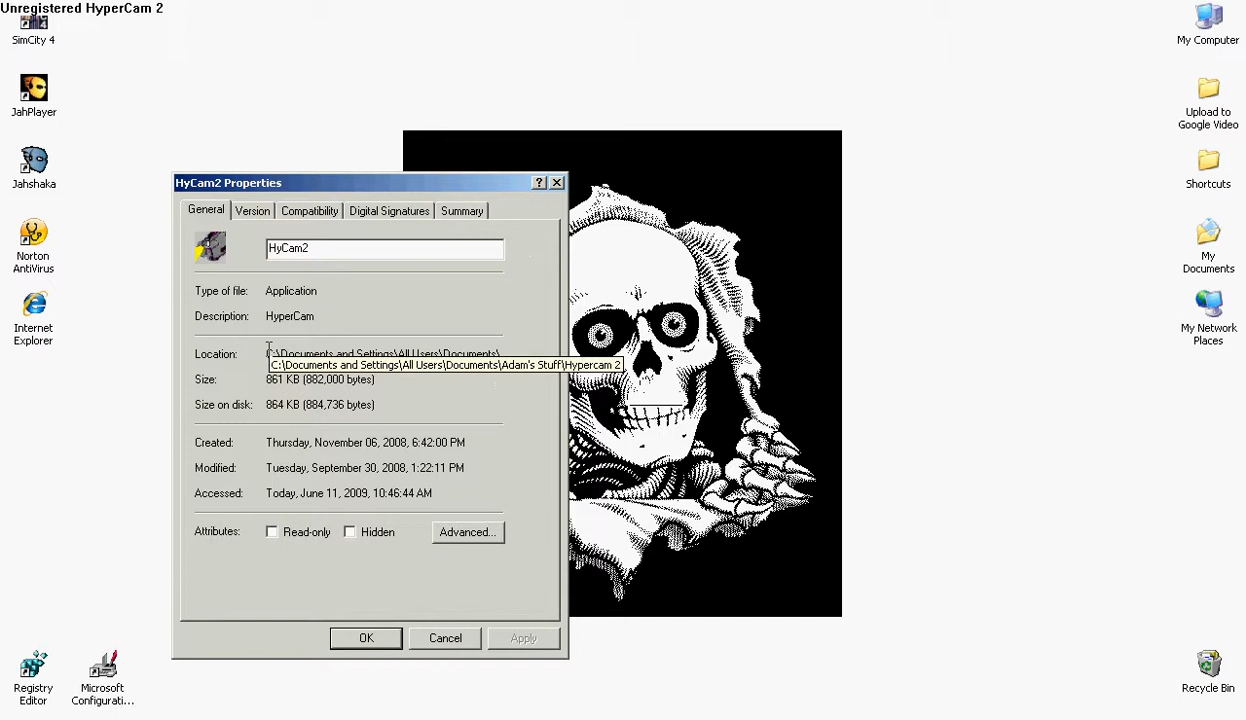 Unregistered HyperCam 2
SimCity 4
JahPlayer
Jahshaka
Norton
AntiVirus
Internet
Explorer
Registry
Editor
Microsoft
Configurati...
HyCam2 Properties
General
Version
Compatibility
Digital Signatures
Summary
HyCam2
Type of file: Application
Description: HyperCam
Location: C:\Documents and Settings\All Users\Documents\
C:\Documents and Settings\All Users\Documents\Adam's Stuff\Hypercam 2
Size: 861 KB (882,000 bytes)
Size on disk: 864 KB (884,736 bytes)
Created: Thursday, November 06, 2008, 6:42:00 PM
Modified: Tuesday, September 30, 2008, 1:22:11 PM
Accessed: Today, June 11, 2009, 10:46:44 AM
Attributes: Read-only Hidden Advanced...
OK Cancel Apply
My Computer
Upload to
Google Video
Shortcuts
My
Documents
My Network
Places
Recycle Bin